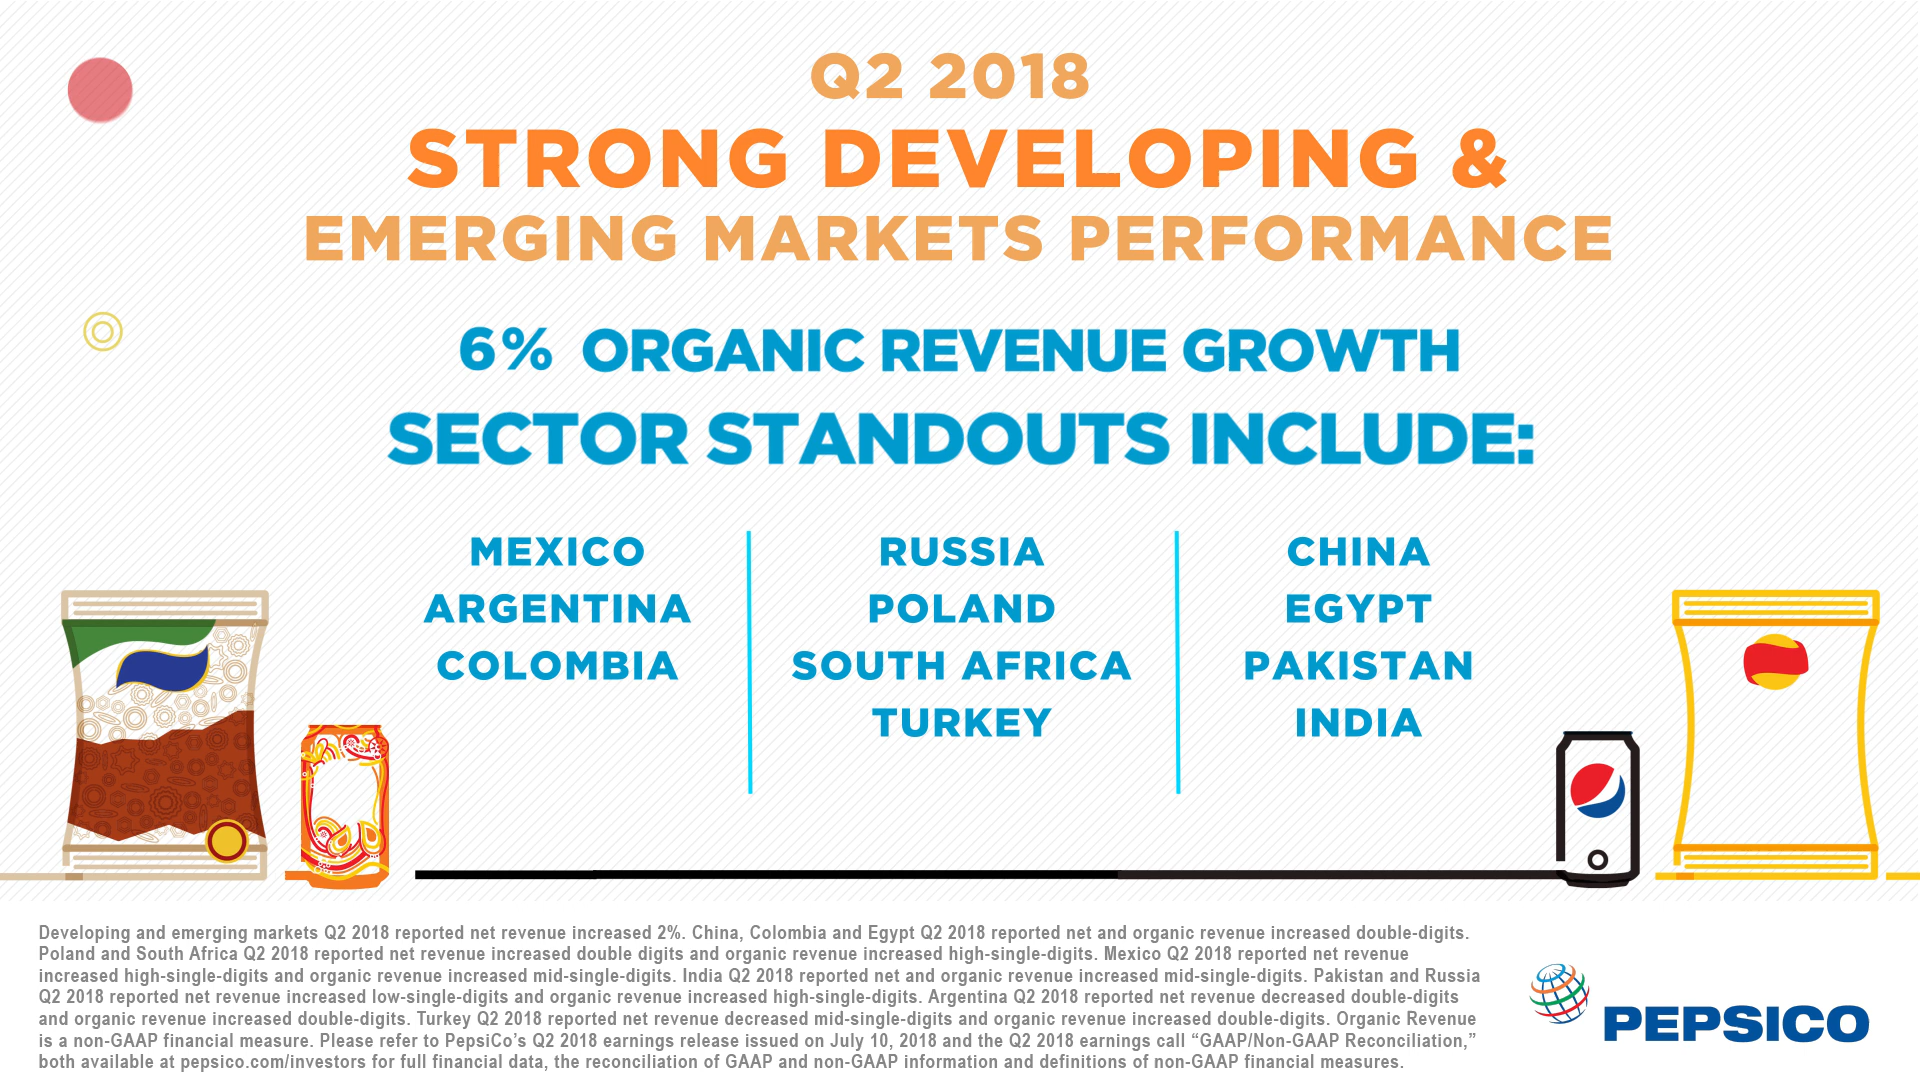 Q2 2018
STRONG DEVELOPING &
EMERGING MARKETS PERFORMANCE
6% ORGANIC REVENUE GROWTH
SECTOR STANDOUTS INCLUDE:
MEXICO
ARGENTINA
COLOMBIA
RUSSIA
POLAND
SOUTH AFRICA
TURKEY
CHINA
EGYPT
PAKISTAN
INDIA
Developing and emerging markets Q2 2018 reported net revenue increased 2%. China, Colombia and Egypt Q2 2018 reported net and organic revenue increased double-digits.
Poland and South Africa Q2 2018 reported net revenue increased double digits and organic revenue increased high-single-digits. Mexico Q2 2018 reported net revenue
increased high-single-digits and organic revenue increased mid-single-digits. India Q2 2018 reported net and organic revenue increased mid-single-digits. Pakistan and Russia
Q2 2018 reported net revenue increased low-single-digits and organic revenue increased high-single-digits. Argentina Q2 2018 reported net revenue decreased double-digits
and organic revenue increased double-digits. Turkey Q2 2018 reported net revenue decreased mid-single-digits and organic revenue increased double-digits. Organic Revenue
is a non-GAAP financial measure. Please refer to PepsiCo’s Q2 2018 earnings release issued on July 10, 2018 and the Q2 2018 earnings call “GAAP/Non-GAAP Reconciliation,”
both available at pepsico.com/investors for full financial data, the reconciliation of GAAP and non-GAAP information and definitions of non-GAAP financial measures.
PEPSICO